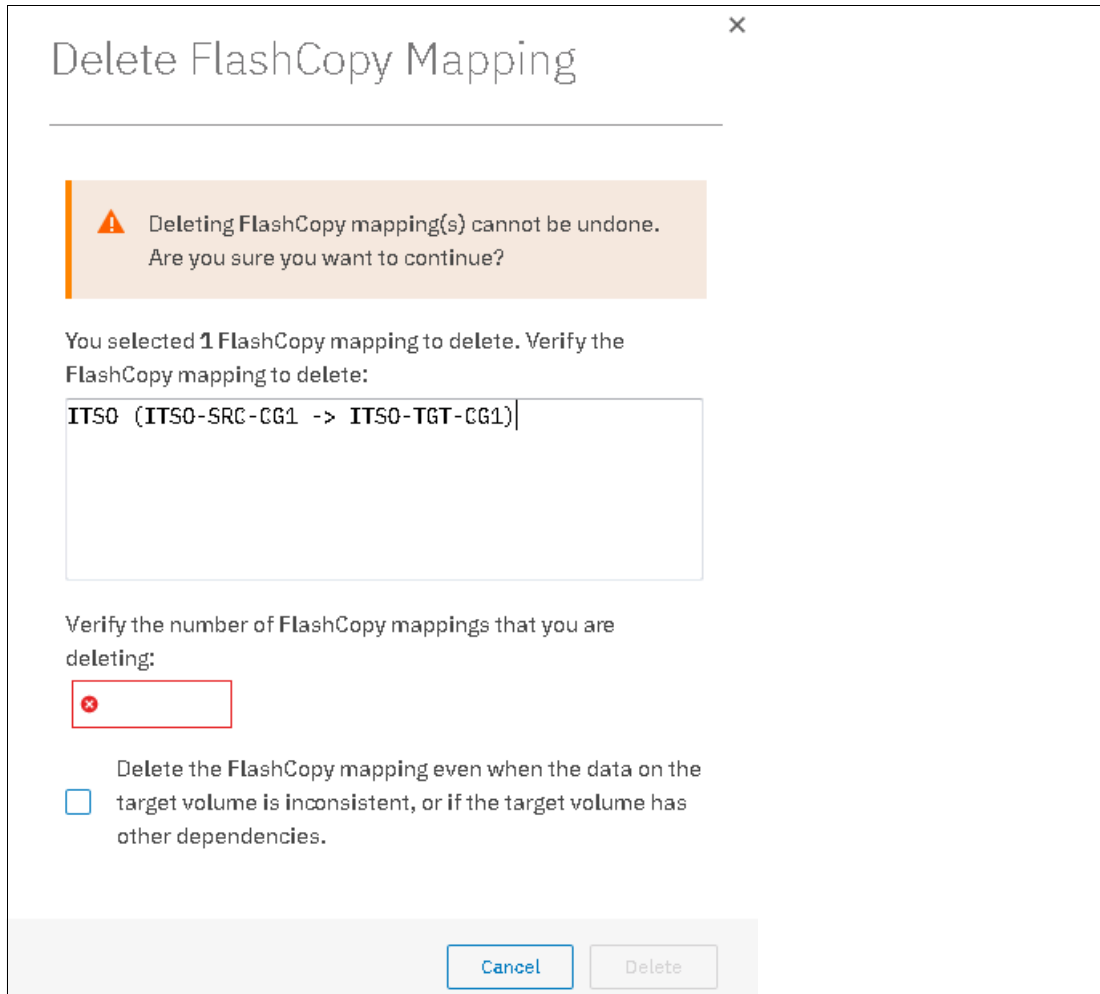 Delete FlashCopy Mapping
Deleting FlashCopy mapping(s) cannot be undone.
Are you sure you want to continue?
You selected 1 FlashCopy mapping to delete. Verify the
FlashCopy mapping to delete:
ITSO (ITSO-SRC-CG1 -> ITSO-TGT-CG1)
Verify the number of FlashCopy mappings that you are
deleting:
Delete the FlashCopy mapping even when the data on the
target volume is inconsistent, or if the target volume has
other dependencies.
Cancel
Delete